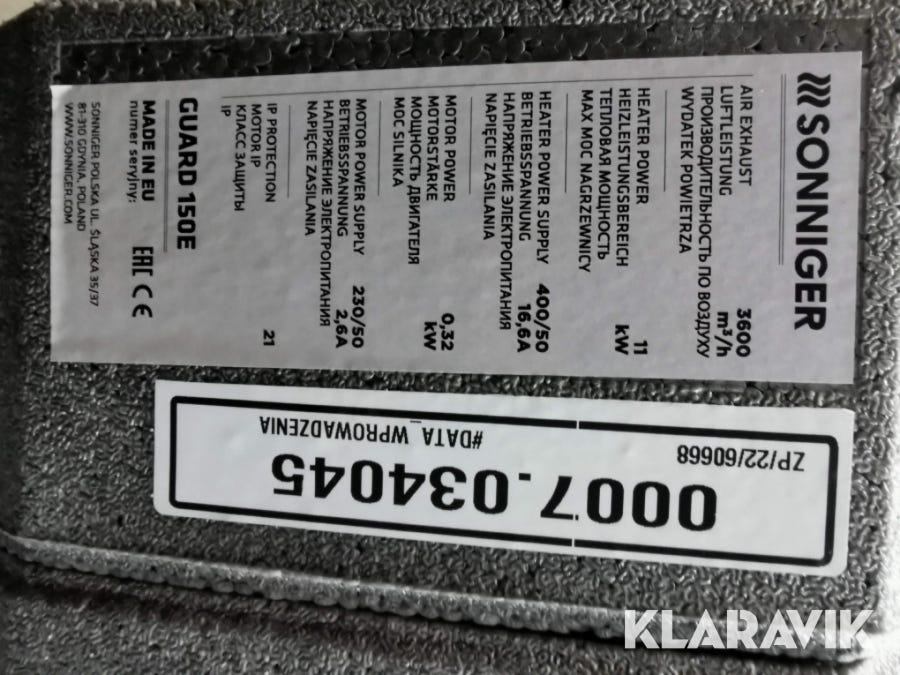 SONNIGER
AIR EXHAUST
LUFTLEISTUNG
ПРОИЗВОДИТЕЛЬНОСТЬ ПО ВОЗДУХУ
WYDATEK POWIETRZA
3600
m³/h
HEATER POWER
HEIZLEISTUNGSBEREICH
ТЕПЛОВАЯ МОЩНОСТЬ
MAX MOC NAGRZEWNICY
11
kW
HEATER POWER SUPPLY
BETRIEBSSPANNUNG
НАПРЯЖЕНИЕ ЭЛЕКТРОПИТАНИЯ
NAPIĘCIE ZASILANIA
400/50
16,6A
MOTOR POWER
MOTORSTÄRKE
МОЩНОСТЬ ДВИГАТЕЛЯ
MOC SILNIKA
0,32
kW
MOTOR POWER SUPPLY
BETRIEBSSPANNUNG
НАПРЯЖЕНИЕ ЭЛЕКТРОПИТАНИЯ
NAPIĘCIE ZASILANIA
230/50
2,6A
IP PROTECTION
MOTOR IP
КЛАСС ЗАЩИТЫ
IP
21
GUARD 150E
MADE IN EU
numer seryjny:
EAC CE
SONNIGER POLSKA UL. ŚLĄSKA 35/37
81-310 GDYNIA, POLAND
WWW.SONNIGER.COM
0007.034045
ZP/22/60668
#DATA_WPROWADZENIA
KLARAVIK